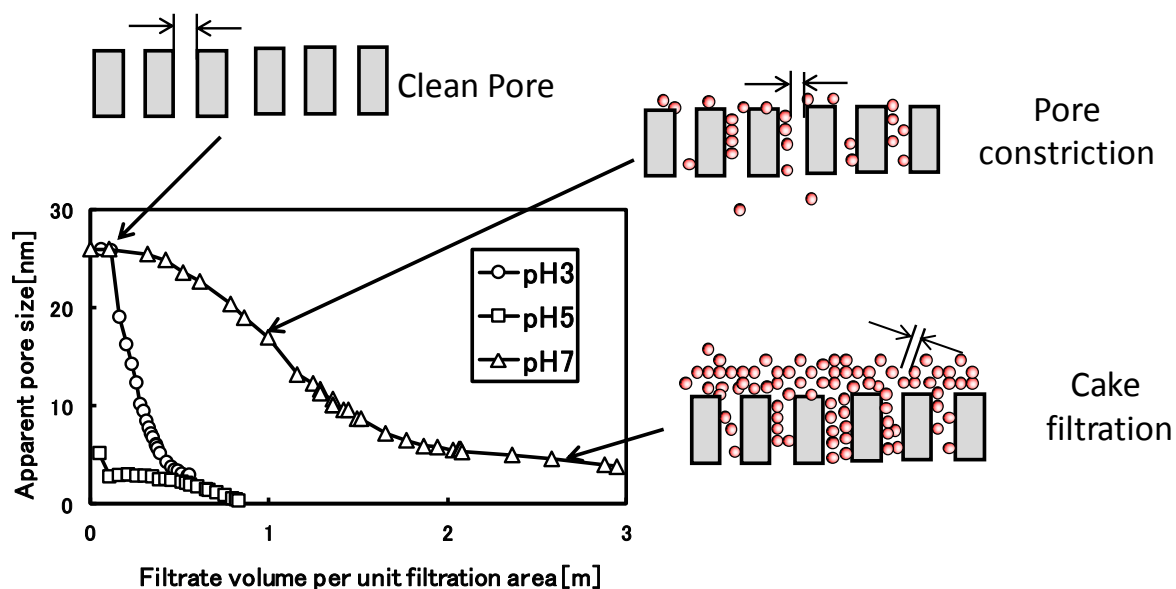 Clean Pore
Pore
constriction
Cake
filtration
30
20
10
0
Apparent pore size[nm]
pH3
pH5
pH7
0 1 2 3
Filtrate volume per unit filtration area[m]